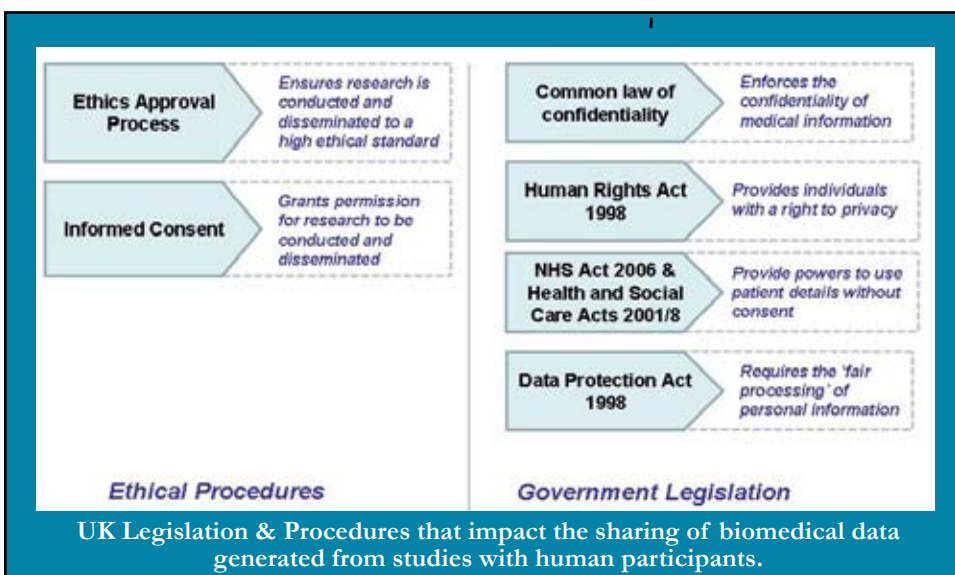 Ethics Approval
Process
Ensures research is
conducted and
disseminated to a
high ethical standard
Informed Consent
Grants permission
for research to be
conducted and
disseminated
Ethical Procedures
Common law of
confidentiality
Enforces the
confidentiality of
medical information
Human Rights Act
1998
Provides individuals
with a right to privacy
NHS Act 2006 &
Health and Social
Care Acts 2001/8
Provide powers to use
patient details without
consent
Data Protection Act
1998
Requires the 'fair
processing' of
personal information
Government Legislation
UK Legislation & Procedures that impact the sharing of biomedical data
generated from studies with human participants.